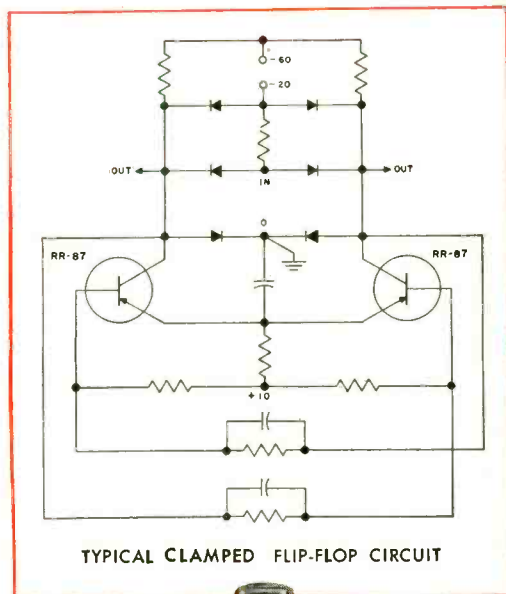 -60
-20
OUT
OUT
IN
0
RR-87
RR-87
+10
TYPICAL CLAMPED FLIP-FLOP CIRCUIT